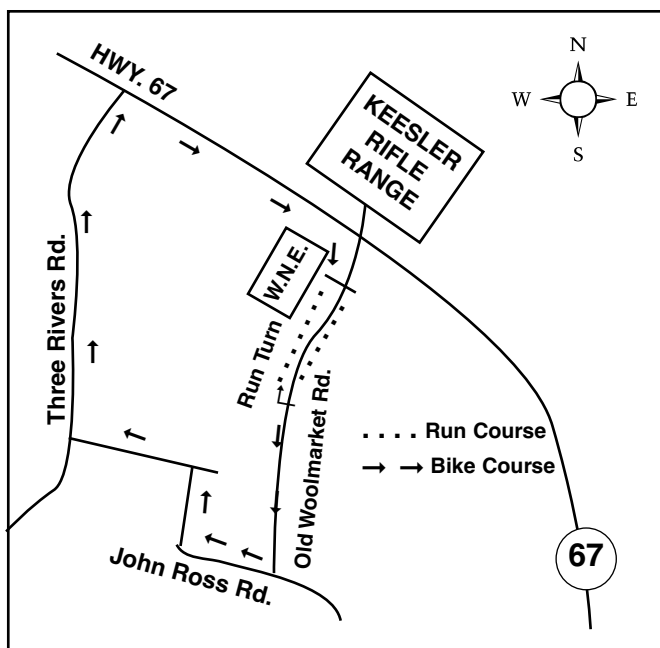 HWY. 67
N
W
E
S
KEESLER
RIFLE
RANGE
W.N.E.
Three Rivers Rd.
Run Turn
Old Woolmarket Rd.
. . . . Run Course
→ → Bike Course
67
John Ross Rd.